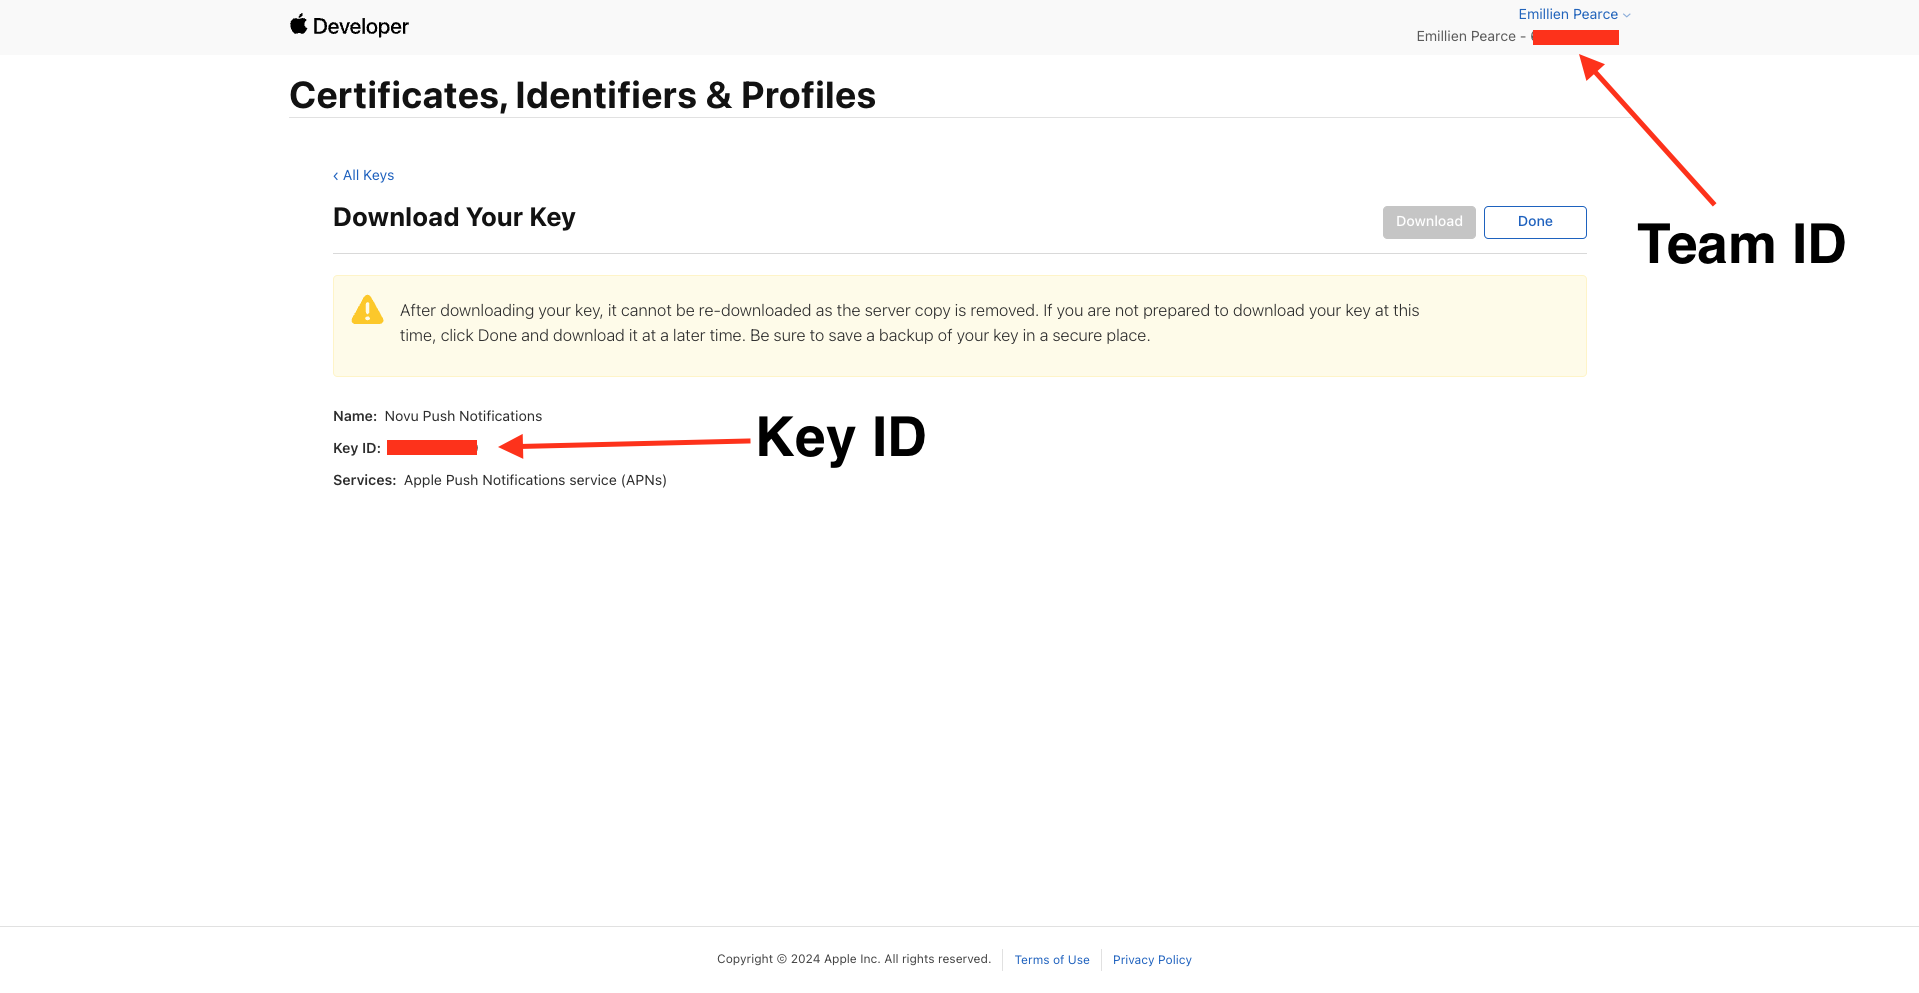 Developer
Emillien Pearce
Emillien Pearce -
Certificates, Identifiers & Profiles
‹ All Keys
Download Your Key
Download
Done
Team ID
After downloading your key, it cannot be re-downloaded as the server copy is removed. If you are not prepared to download your key at this
time, click Done and download it at a later time. Be sure to save a backup of your key in a secure place.
Name: Novu Push Notifications
Key ID:
Key ID
Services: Apple Push Notifications service (APNs)
Copyright © 2024 Apple Inc. All rights reserved.
Terms of Use
Privacy Policy